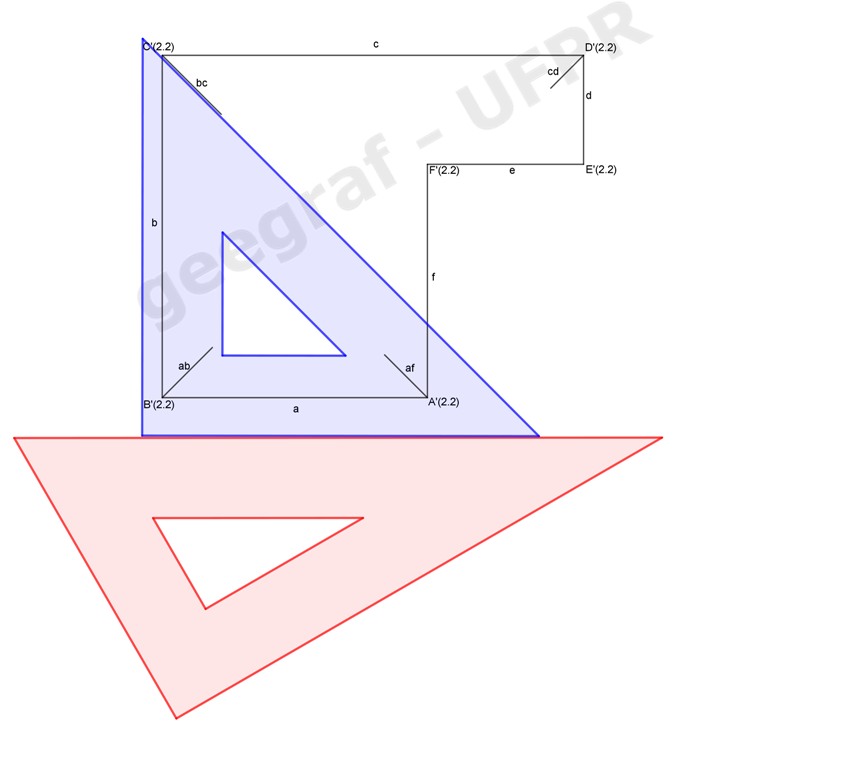 c
C'(2.2)
D'(2.2)
bc
cd
d
F'(2.2)
e
E'(2.2)
b
f
geegraf - UFPR
ab
af
B'(2.2)
a
A'(2.2)